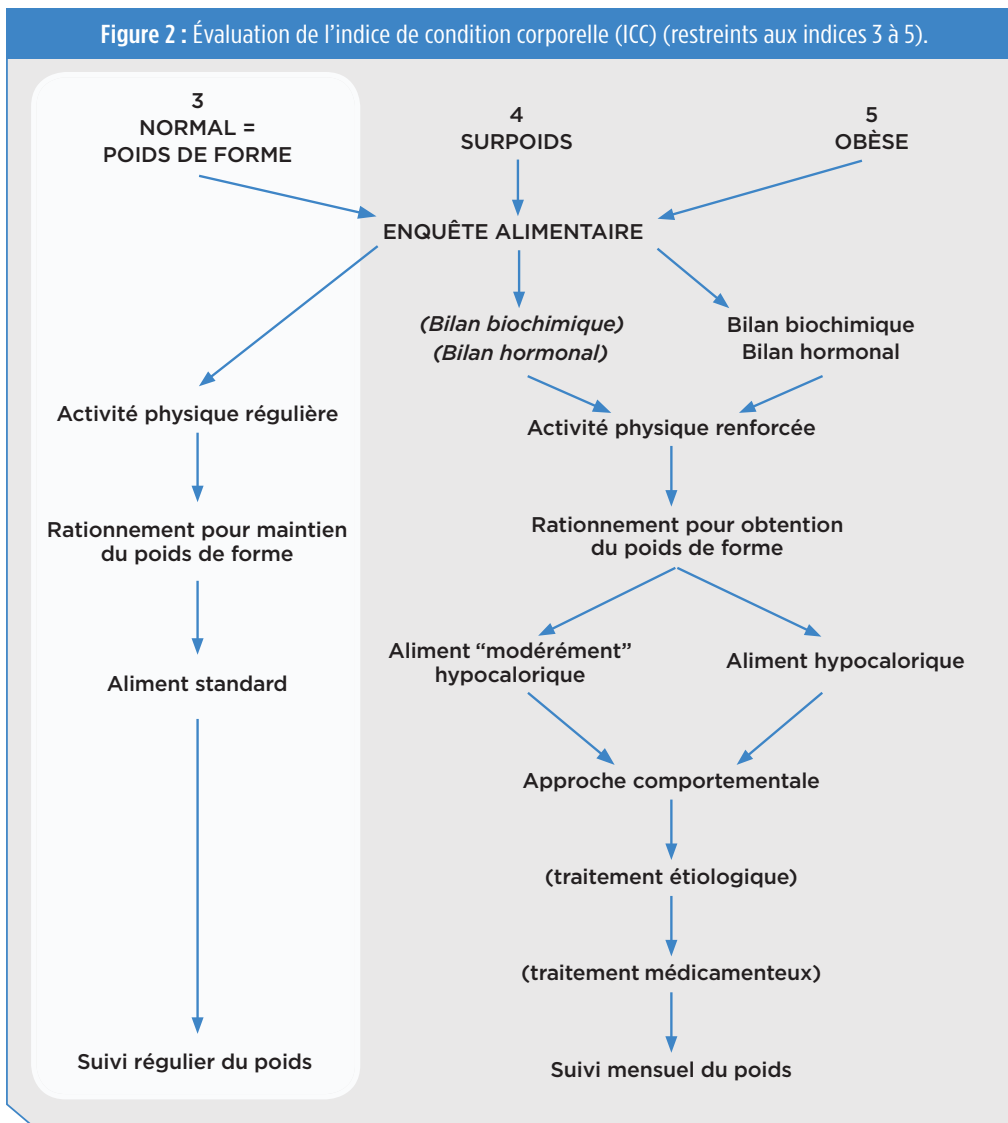 Figure 2 : Évaluation de l’indice de condition corporelle (ICC) (restreints aux indices 3 à 5).
3
NORMAL =
POIDS DE FORME
4
SURPOIDS
5
OBÈSE
ENQUÊTE ALIMENTAIRE
(Bilan biochimique)
(Bilan hormonal)
Bilan biochimique
Bilan hormonal
Activité physique régulière
Activité physique renforcée
Rationnement pour maintien
du poids de forme
Rationnement pour obtention
du poids de forme
Aliment standard
Aliment “modérément”
hypocalorique
Aliment hypocalorique
Approche comportementale
(traitement étiologique)
(traitement médicamenteux)
Suivi régulier du poids
Suivi mensuel du poids